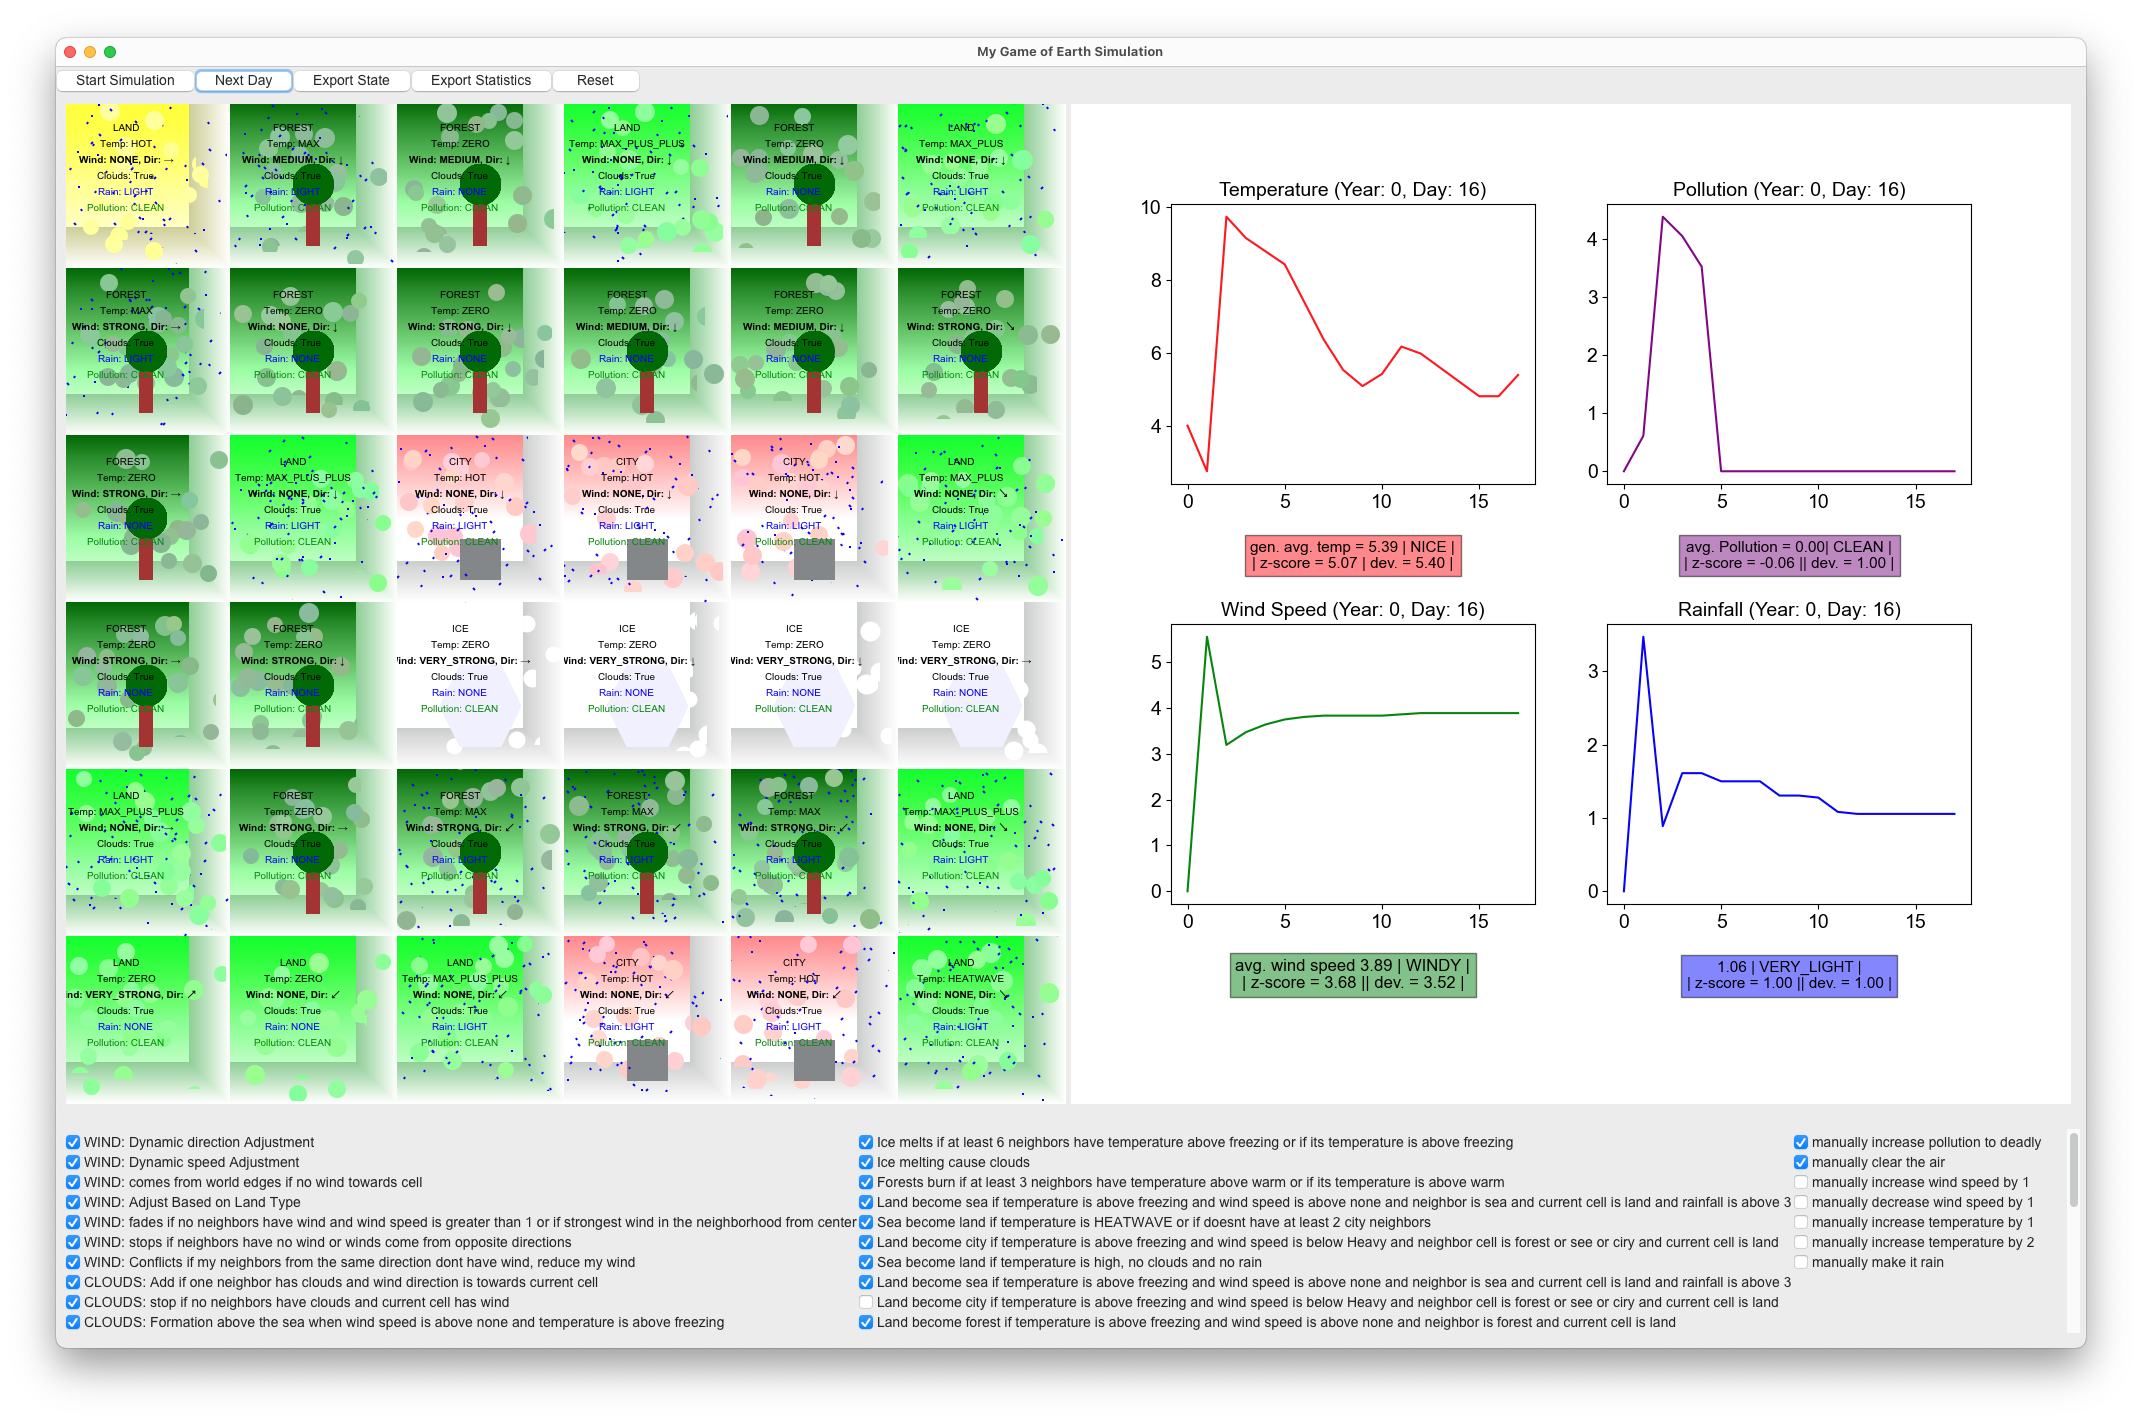 My Game of Earth Simulation
Start Simulation Next Day Export State Export Statistics Reset
LAND
Temp: HOT
Wind: NONE, Dir: →
Clouds: True
Rain: LIGHT
Pollution: CLEAN
FOREST
Temp: MAX
Wind: MEDIUM, Dir: ↓
Clouds: True
Rain: LIGHT
Pollution: CLEAN
FOREST
Temp: ZERO
Wind: MEDIUM, Dir: ↓
Clouds: True
Rain: NONE
Pollution: CLEAN
LAND
Temp: MAX_PLUS_PLUS
Wind: NONE, Dir: ↓
Clouds: True
Rain: LIGHT
Pollution: CLEAN
FOREST
Temp: ZERO
Wind: MEDIUM, Dir: ↓
Clouds: True
Rain: NONE
Pollution: CLEAN
LAND
Temp: MAX_PLUS
Wind: NONE, Dir: ↓
Clouds: True
Rain: LIGHT
Pollution: CLEAN
FOREST
Temp: MAX
Wind: STRONG, Dir: →
Clouds: True
Rain: LIGHT
Pollution: CLEAN
FOREST
Temp: ZERO
Wind: NONE, Dir: ↓
Clouds: True
Rain: NONE
Pollution: CLEAN
FOREST
Temp: ZERO
Wind: STRONG, Dir: ↓
Clouds: True
Rain: NONE
Pollution: CLEAN
FOREST
Temp: ZERO
Wind: MEDIUM, Dir: ↓
Clouds: True
Rain: NONE
Pollution: CLEAN
FOREST
Temp: ZERO
Wind: MEDIUM, Dir: ↓
Clouds: True
Rain: NONE
Pollution: CLEAN
FOREST
Temp: ZERO
Wind: STRONG, Dir: ↘
Clouds: True
Rain: NONE
Pollution: CLEAN
FOREST
Temp: ZERO
Wind: STRONG, Dir: →
Clouds: True
Rain: NONE
Pollution: CLEAN
LAND
Temp: MAX_PLUS_PLUS
Wind: NONE, Dir: ↓
Clouds: True
Rain: LIGHT
Pollution: CLEAN
CITY
Temp: HOT
Wind: NONE, Dir: ↓
Clouds: True
Rain: LIGHT
Pollution: CLEAN
CITY
Temp: HOT
Wind: NONE, Dir: ↓
Clouds: True
Rain: LIGHT
Pollution: CLEAN
CITY
Temp: HOT
Wind: NONE, Dir: ↓
Clouds: True
Rain: LIGHT
Pollution: CLEAN
LAND
Temp: MAX_PLUS
Wind: NONE, Dir: ↘
Clouds: True
Rain: LIGHT
Pollution: CLEAN
FOREST
Temp: ZERO
Wind: STRONG, Dir: →
Clouds: True
Rain: NONE
Pollution: CLEAN
FOREST
Temp: ZERO
Wind: STRONG, Dir: ↓
Clouds: True
Rain: NONE
Pollution: CLEAN
ICE
Temp: ZERO
Wind: VERY_STRONG, Dir: →
Clouds: True
Rain: NONE
Pollution: CLEAN
ICE
Temp: ZERO
Wind: VERY_STRONG, Dir: ↓
Clouds: True
Rain: NONE
Pollution: CLEAN
ICE
Temp: ZERO
Wind: VERY_STRONG, Dir: ↓
Clouds: True
Rain: NONE
Pollution: CLEAN
ICE
Temp: ZERO
Wind: VERY_STRONG, Dir: →
Clouds: True
Rain: NONE
Pollution: CLEAN
LAND
Temp: MAX_PLUS_PLUS
Wind: NONE, Dir: →
Clouds: True
Rain: LIGHT
Pollution: CLEAN
FOREST
Temp: ZERO
Wind: STRONG, Dir: →
Clouds: True
Rain: NONE
Pollution: CLEAN
FOREST
Temp: MAX
Wind: STRONG, Dir: ↙
Clouds: True
Rain: LIGHT
Pollution: CLEAN
FOREST
Temp: MAX
Wind: STRONG, Dir: ↙
Clouds: True
Rain: LIGHT
Pollution: CLEAN
FOREST
Temp: MAX
Wind: STRONG, Dir: ↙
Clouds: True
Rain: LIGHT
Pollution: CLEAN
LAND
Temp: MAX_PLUS_PLUS
Wind: NONE, Dir: ↘
Clouds: True
Rain: LIGHT
Pollution: CLEAN
LAND
Temp: ZERO
nd: VERY_STRONG, Dir: ↗
Clouds: True
Rain: NONE
Pollution: CLEAN
LAND
Temp: ZERO
Wind: NONE, Dir: ↙
Clouds: True
Rain: NONE
Pollution: CLEAN
LAND
Temp: MAX_PLUS_PLUS
Wind: NONE, Dir: ↙
Clouds: True
Rain: LIGHT
Pollution: CLEAN
CITY
Temp: HOT
Wind: NONE, Dir: ↙
Clouds: True
Rain: LIGHT
Pollution: CLEAN
CITY
Temp: HOT
Wind: NONE, Dir: ↙
Clouds: True
Rain: LIGHT
Pollution: CLEAN
LAND
Temp: HEATWAVE
Wind: NONE, Dir: ↘
Clouds: True
Rain: LIGHT
Pollution: CLEAN
Temperature (Year: 0, Day: 16)
10
8
6
4
0 5 10 15
gen. avg. temp = 5.39 | NICE |
| z-score = 5.07 | dev. = 5.40 |
Pollution (Year: 0, Day: 16)
4
3
2
1
0
0 5 10 15
avg. Pollution = 0.00| CLEAN |
| z-score = -0.06 || dev. = 1.00 |
Wind Speed (Year: 0, Day: 16)
5
4
3
2
1
0
0 5 10 15
avg. wind speed 3.89 | WINDY |
| z-score = 3.68 || dev. = 3.52 |
Rainfall (Year: 0, Day: 16)
3
2
1
0
0 5 10 15
1.06 | VERY_LIGHT |
| z-score = 1.00 || dev. = 1.00 |
WIND: Dynamic direction Adjustment
WIND: Dynamic speed Adjustment
WIND: comes from world edges if no wind towards cell
WIND: Adjust Based on Land Type
WIND: fades if no neighbors have wind and wind speed is greater than 1 or if strongest wind in the neighborhood from center
WIND: stops if neighbors have no wind or winds come from opposite directions
WIND: Conflicts if my neighbors from the same direction dont have wind, reduce my wind
CLOUDS: Add if one neighbor has clouds and wind direction is towards current cell
CLOUDS: stop if no neighbors have clouds and current cell has wind
CLOUDS: Formation above the sea when wind speed is above none and temperature is above freezing
Ice melts if at least 6 neighbors have temperature above freezing or if its temperature is above freezing
Ice melting cause clouds
Forests burn if at least 3 neighbors have temperature above warm or if its temperature is above warm
Land become sea if temperature is above freezing and wind speed is above none and neighbor is sea and current cell is land and rainfall is above 3
Sea become land if temperature is HEATWAVE or if doesnt have at least 2 city neighbors
Land become city if temperature is above freezing and wind speed is below Heavy and neighbor cell is forest or see or ciry and current cell is land
Sea become land if temperature is high, no clouds and no rain
Land become sea if temperature is above freezing and wind speed is above none and neighbor is sea and current cell is land and rainfall is above 3
Land become city if temperature is above freezing and wind speed is below Heavy and neighbor cell is forest or see or ciry and current cell is land
Land become forest if temperature is above freezing and wind speed is above none and neighbor is forest and current cell is land
manually increase pollution to deadly
manually clear the air
manually increase wind speed by 1
manually decrease wind speed by 1
manually increase temperature by 1
manually increase temperature by 2
manually make it rain